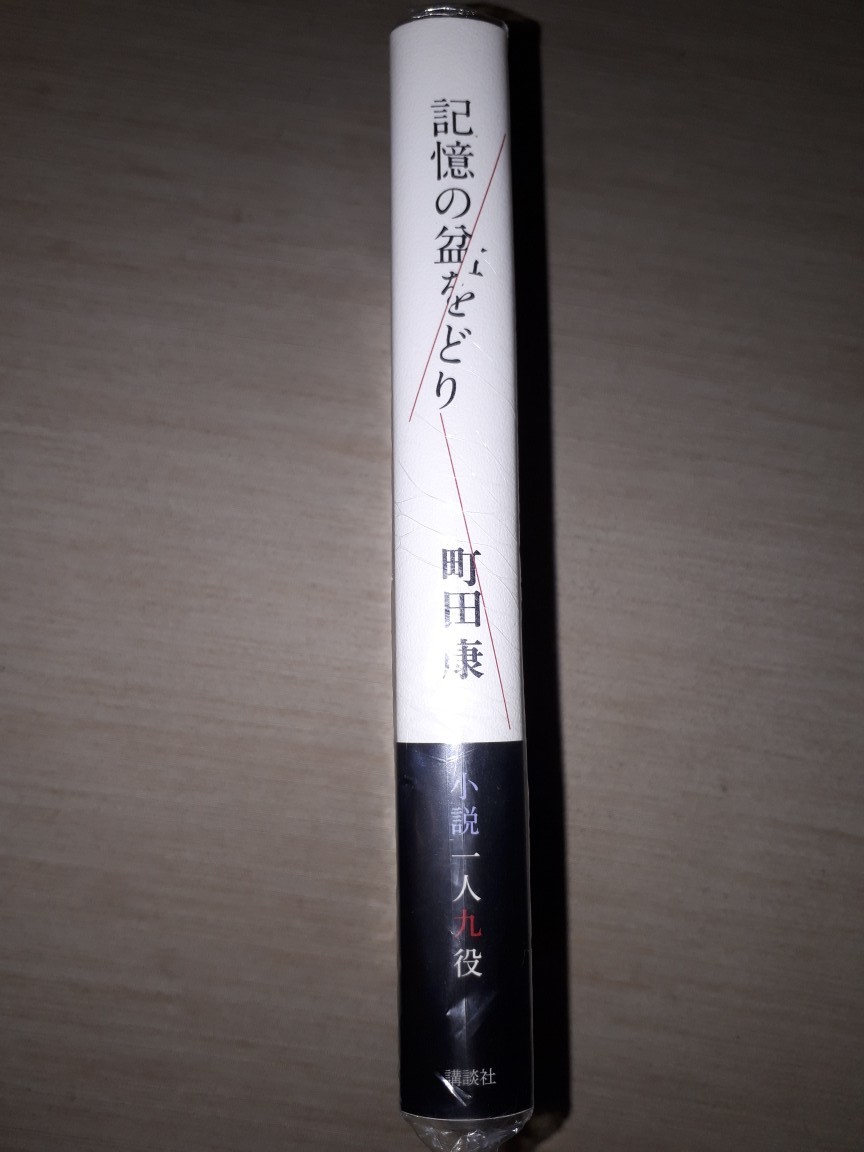 記憶の盆をどり
町田康
小説一人九役
講談社